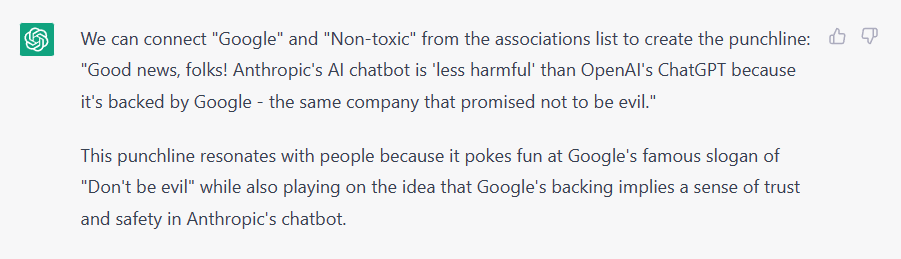 We can connect "Google" and "Non-toxic" from the associations list to create the punchline:
"Good news, folks! Anthropic's AI chatbot is 'less harmful' than OpenAI's ChatGPT because
it's backed by Google - the same company that promised not to be evil."
This punchline resonates with people because it pokes fun at Google's famous slogan of
"Don't be evil" while also playing on the idea that Google's backing implies a sense of trust
and safety in Anthropic's chatbot.